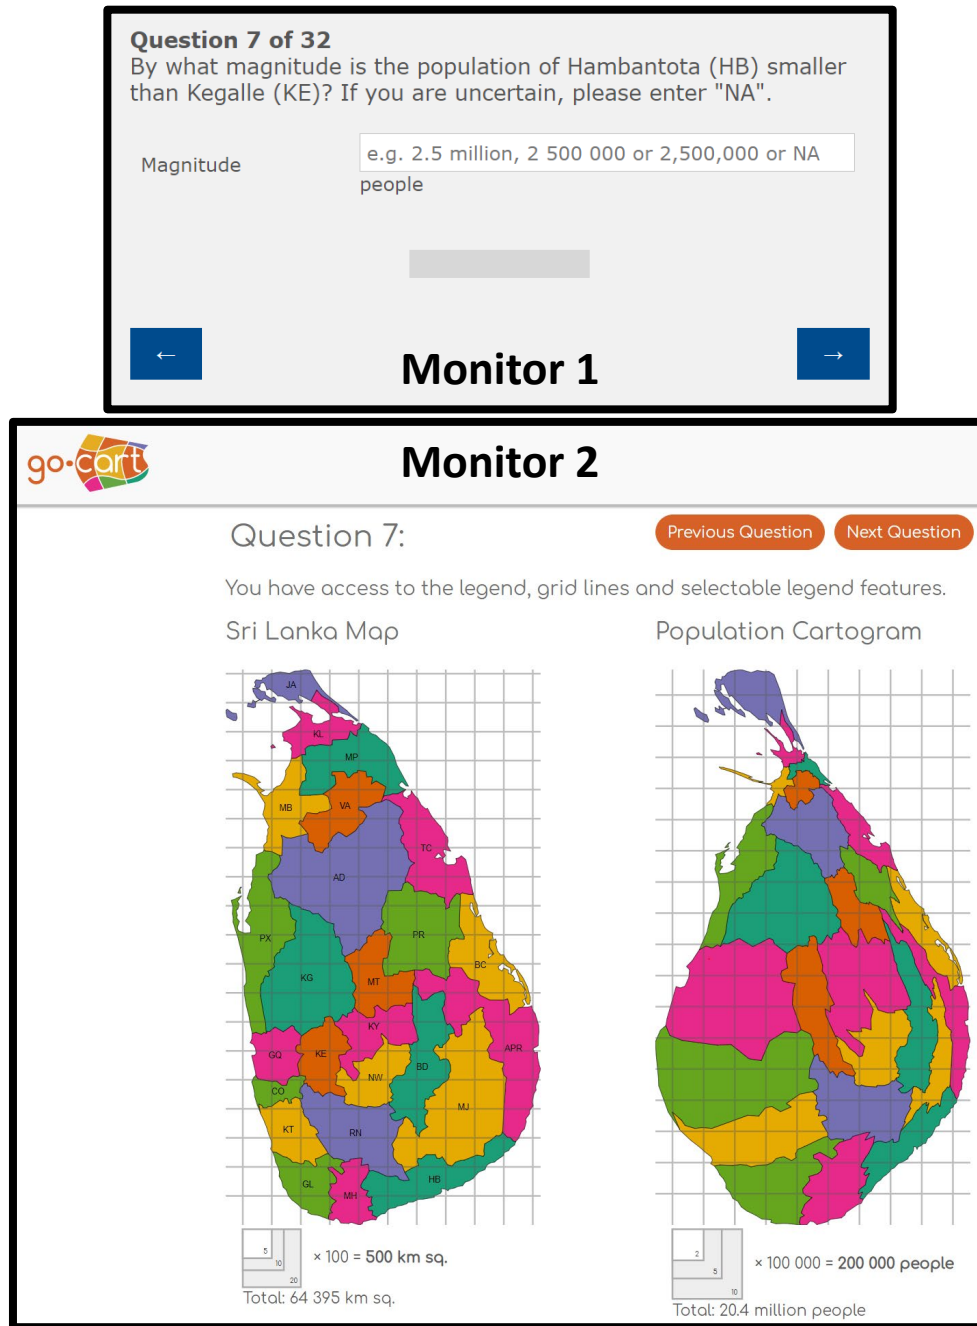 Question 7 of 32
By what magnitude is the population of Hambantota (HB) smaller
than Kegalle (KE)? If you are uncertain, please enter "NA".
Magnitude
e.g. 2.5 million, 2 500 000 or 2,500,000 or NA
people
←
Monitor 1
→
go-cart
Monitor 2
Question 7:
Previous Question
Next Question
You have access to the legend, grid lines and selectable legend features.
Sri Lanka Map
Population Cartogram
JA
KL
MP
MB
VA
TC
AD
PX
PR
BC
KG
MT
KY
GQ
KE
APR
BD
NW
CO
MJ
KT
RN
GL
MH
HB
5
10
20
× 100 = 500 km sq.
Total: 64 395 km sq.
2
5
10
× 100 000 = 200 000 people
Total: 20.4 million people